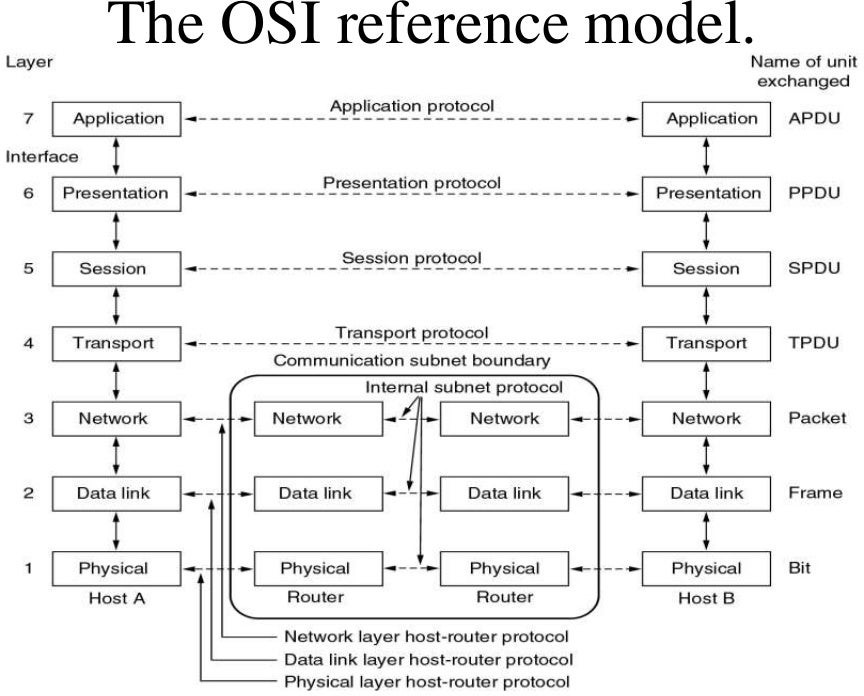 The OSI reference model.
Layer
Name of unit
exchanged
Application protocol
7 Application Application APDU
Interface
Presentation protocol
6 Presentation Presentation PPDU
Session protocol
5 Session Session SPDU
Transport protocol
4 Transport Transport TPDU
Communication subnet boundary
Internal subnet protocol
3 Network Network Network Network Packet
2 Data link Data link Data link Data link Frame
1 Physical Physical Physical Physical Bit
Host A Router Router Host B
Network layer host-router protocol
Data link layer host-router protocol
Physical layer host-router protocol